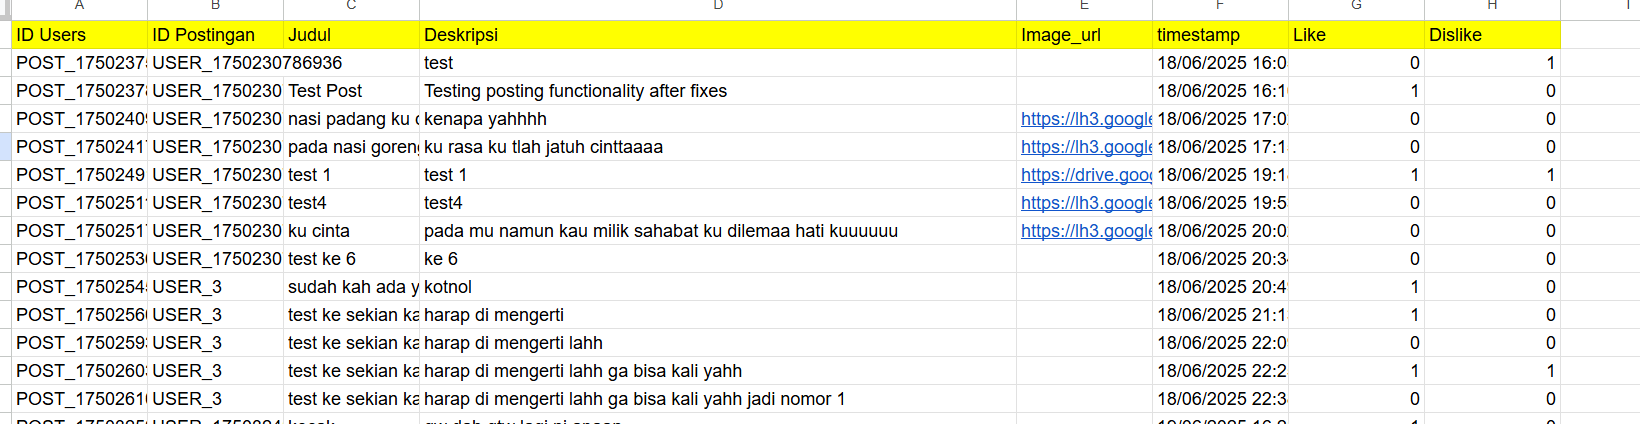 A B C D E F G H I
ID Users ID Postingan Judul Deskripsi Image_url timestamp Like Dislike
POST_1750237 USER_1750230786936 test 18/06/2025 16:0 0 1
POST_1750237 USER_1750230 Test Post Testing posting functionality after fixes 18/06/2025 16:1 1 0
POST_1750240 USER_1750230 nasi padang ku kenapa yahhhh https://lh3.google 18/06/2025 17:0 0 0
POST_1750241 USER_1750230 pada nasi goreng ku rasa ku tlah jatuh cinttaaaa https://lh3.google 18/06/2025 17:1 0 0
POST_1750249 USER_1750230 test 1 test 1 https://drive.goog 18/06/2025 19:1 1 1
POST_1750251 USER_1750230 test4 test4 https://lh3.google 18/06/2025 19:5 0 0
POST_1750251 USER_1750230 ku cinta pada mu namun kau milik sahabat ku dilemaa hati kuuuuuu https://lh3.google 18/06/2025 20:0 0 0
POST_1750253 USER_1750230 test ke 6 ke 6 18/06/2025 20:3 0 0
POST_1750254 USER_3 sudah kah ada y kotnol 18/06/2025 20:4 1 0
POST_1750256 USER_3 test ke sekian ka harap di mengerti 18/06/2025 21:1 1 0
POST_1750259 USER_3 test ke sekian ka harap di mengerti lahh 18/06/2025 22:0 0 0
POST_1750260 USER_3 test ke sekian ka harap di mengerti lahh ga bisa kali yahh 18/06/2025 22:2 1 1
POST_1750261 USER_3 test ke sekian ka harap di mengerti lahh ga bisa kali yahh jadi nomor 1 18/06/2025 22:3 0 0